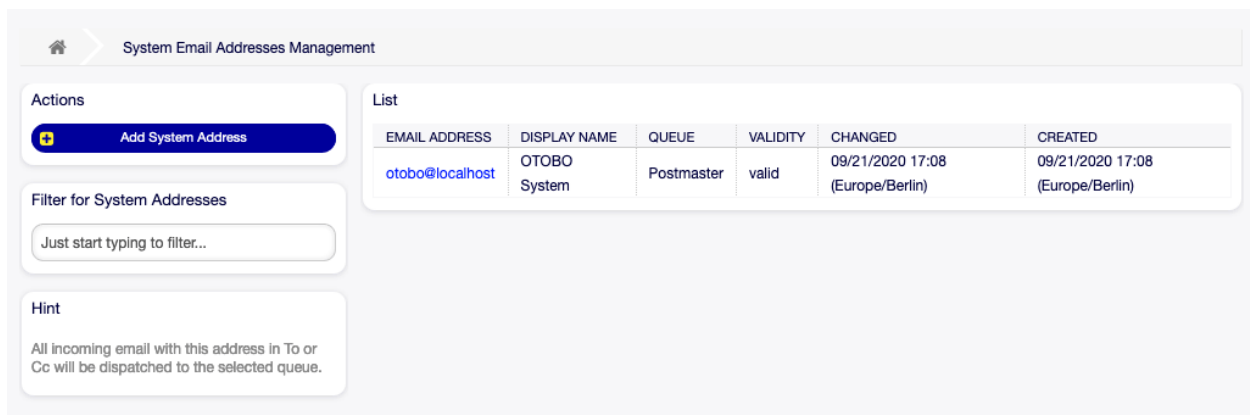 System Email Addresses Management
Actions
Add System Address
Filter for System Addresses
Just start typing to filter...
Hint
All incoming email with this address in To or
Cc will be dispatched to the selected queue.
List
EMAIL ADDRESS DISPLAY NAME QUEUE VALIDITY CHANGED CREATED
otobo@localhost OTOBO System Postmaster valid 09/21/2020 17:08 (Europe/Berlin) 09/21/2020 17:08 (Europe/Berlin)